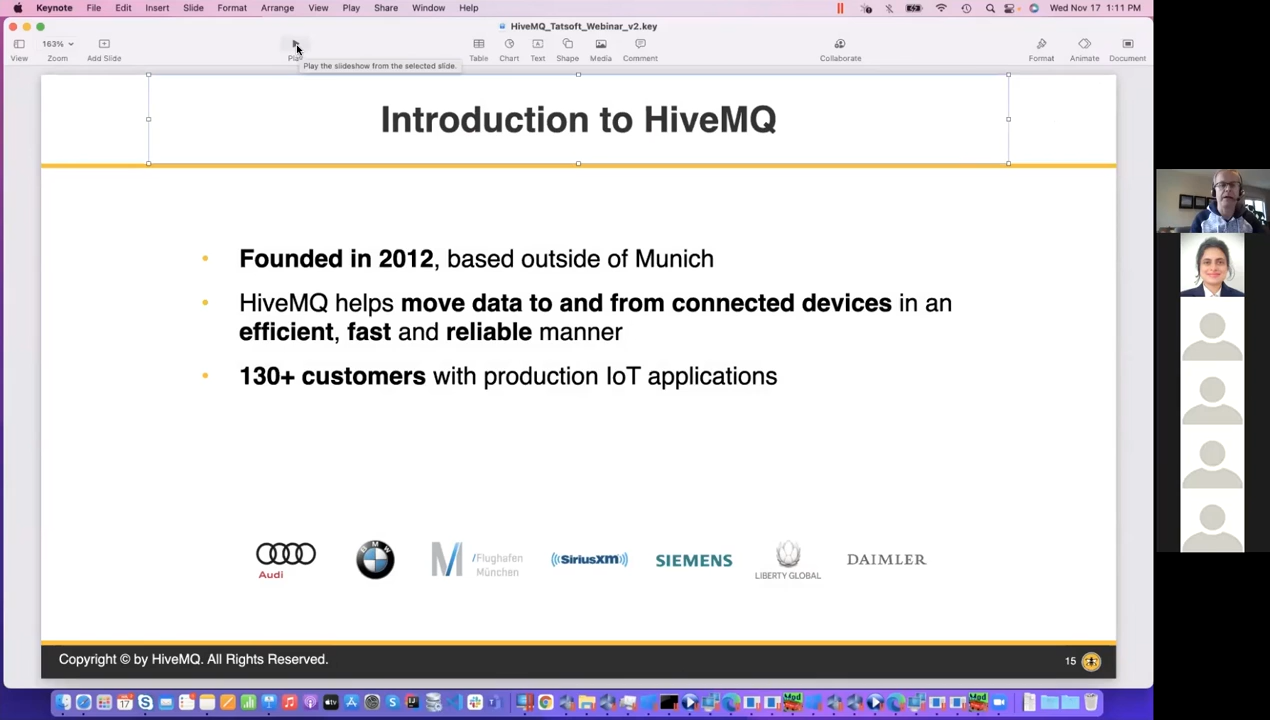 Keynote File Edit Insert Slide Format Arrange View Play Share Window Help Wed Nov 17 1:11 PM
HiveMQ_Tatsoft_Webinar_v2.key
163%
View Zoom Add Slide Play Table Chart Text Shape Media Comment Collaborate Format Animate Document
Play the slideshow from the selected slide.
Introduction to HiveMQ
• Founded in 2012, based outside of Munich
• HiveMQ helps move data to and from connected devices in an
efficient, fast and reliable manner
• 130+ customers with production IoT applications
Audi
BMW
M /Flughafen
München
((SiriusXM))
SIEMENS
LIBERTY GLOBAL
DAIMLER
Copyright © by HiveMQ. All Rights Reserved.
15
17